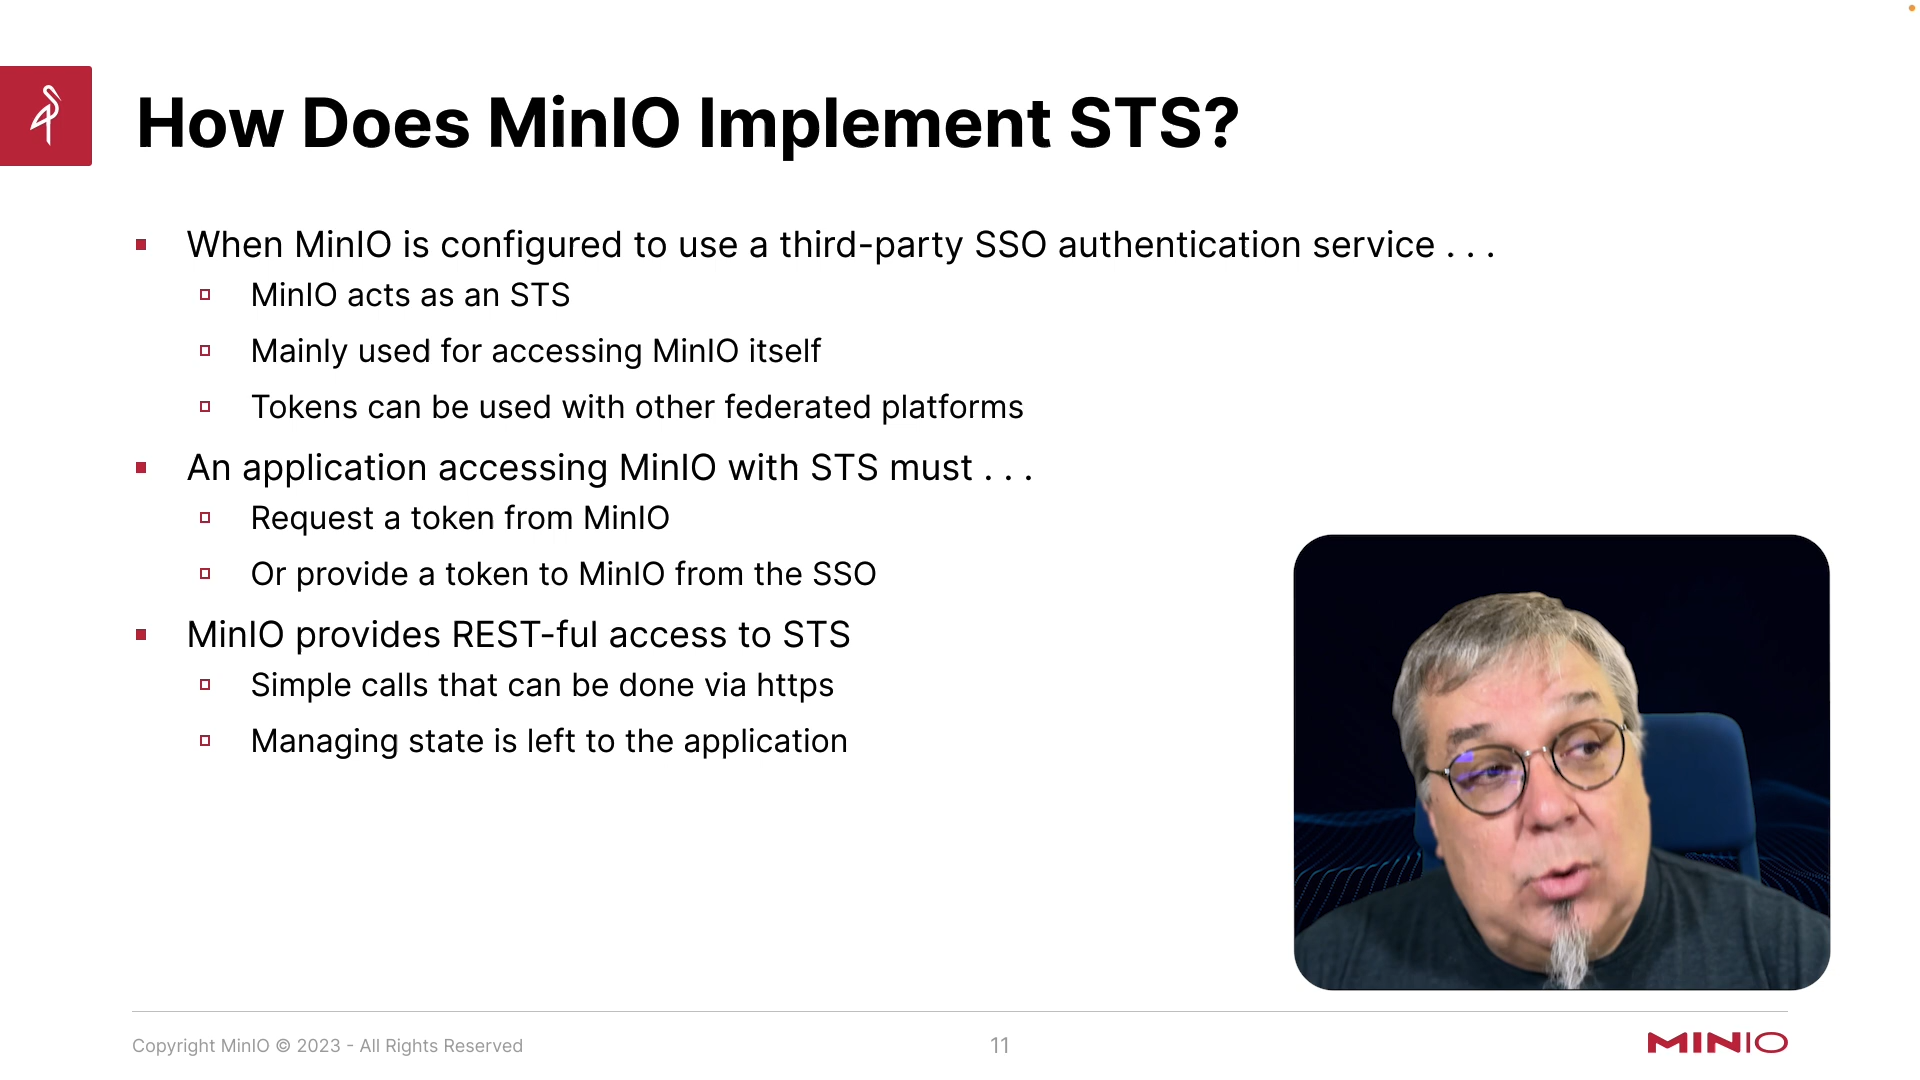 How Does MinIO Implement STS?
When MinIO is configured to use a third-party SSO authentication service . . .
MinIO acts as an STS
Mainly used for accessing MinIO itself
Tokens can be used with other federated platforms
An application accessing MinIO with STS must . . .
Request a token from MinIO
Or provide a token to MinIO from the SSO
MinIO provides REST-ful access to STS
Simple calls that can be done via https
Managing state is left to the application
Copyright MinIO © 2023 - All Rights Reserved
11
MINIO